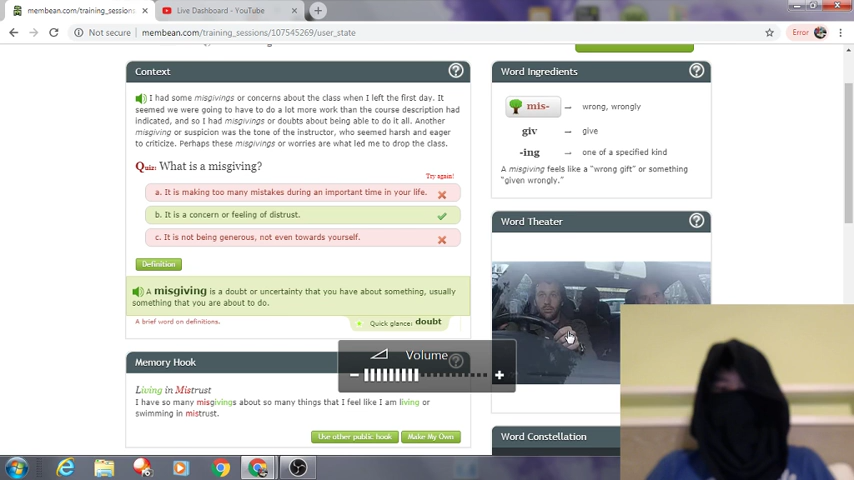 membean.com/training_sessions
Live Dashboard - YouTube
Not secure
membean.com/training_sessions/107545269/user_state
Error
Context
I had some misgivings or concerns about the class when I left the first day. It
seemed we were going to have to do a lot more work than the course description had
indicated, and so I had misgivings or doubts about being able to do it all. Another
misgiving or suspicion was the tone of the instructor, who seemed harsh and eager
to criticize. Perhaps these misgivings or worries are what led me to drop the class.
Quiz: What is a misgiving?
Try again!
a. It is making too many mistakes during an important time in your life.
b. It is a concern or feeling of distrust.
c. It is not being generous, not even towards yourself.
Definition
A misgiving is a doubt or uncertainty that you have about something, usually
something that you are about to do.
A brief word on definitions.
Quick glance: doubt
Memory Hook
Living in Mistrust
I have so many misgivings about so many things that I feel like I am living or
swimming in mistrust.
Use other public hook
Make My Own
Volume
Word Ingredients
mis- → wrong, wrongly
giv → give
-ing → one of a specified kind
A misgiving feels like a "wrong gift" or something
"given wrongly."
Word Theater
Word Constellation